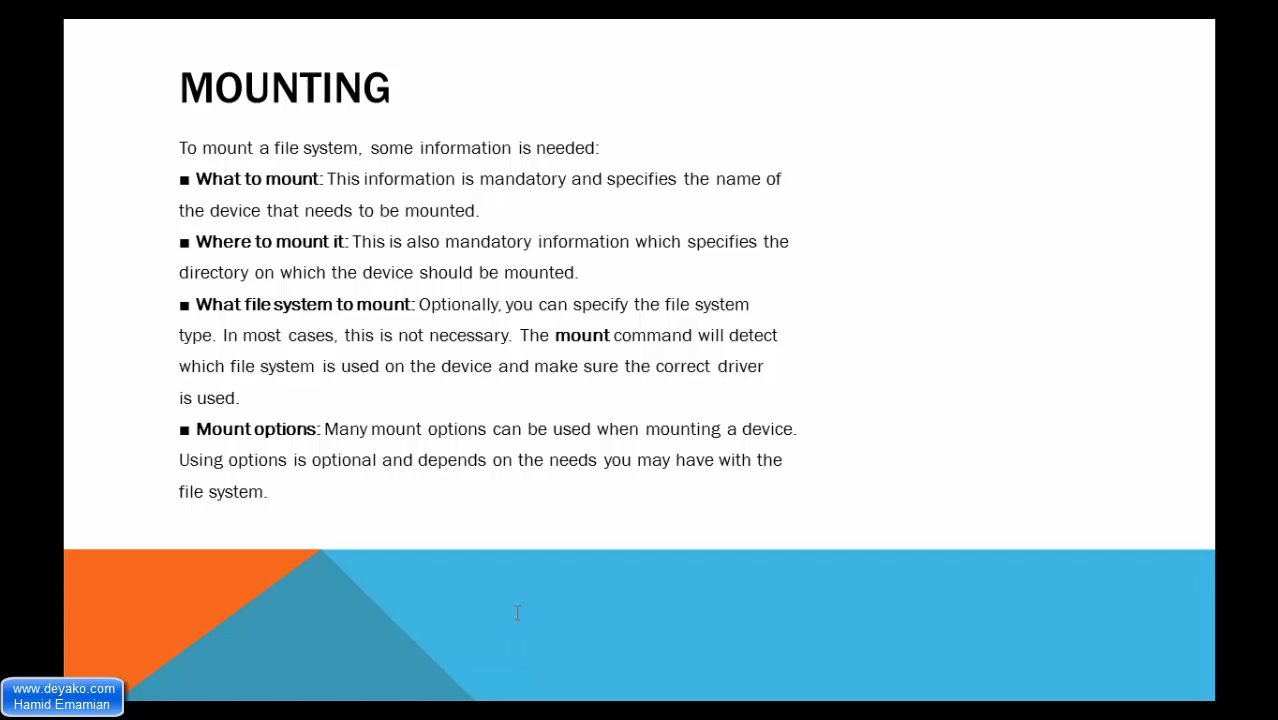 MOUNTING
To mount a file system, some information is needed:
■ What to mount: This information is mandatory and specifies the name of
the device that needs to be mounted.
■ Where to mount it: This is also mandatory information which specifies the
directory on which the device should be mounted.
■ What file system to mount: Optionally, you can specify the file system
type. In most cases, this is not necessary. The mount command will detect
which file system is used on the device and make sure the correct driver
is used.
■ Mount options: Many mount options can be used when mounting a device.
Using options is optional and depends on the needs you may have with the
file system.
www.deyako.com
Hamid Emamian